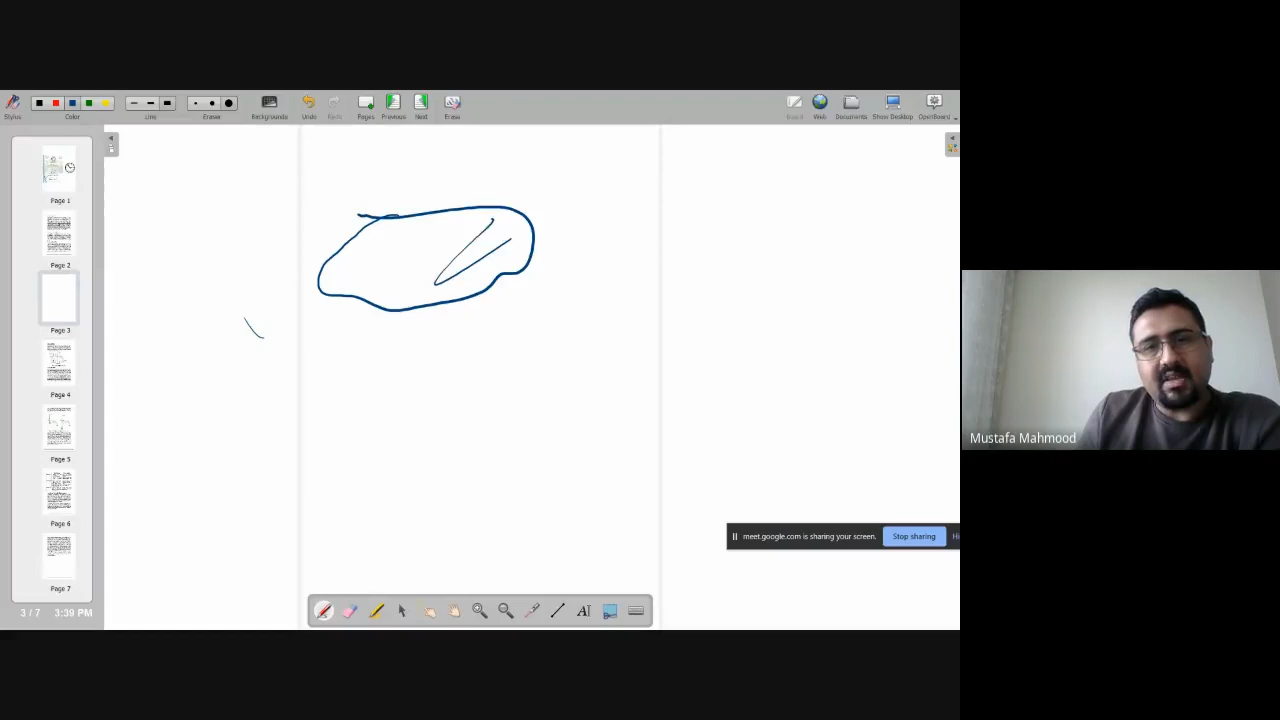 Stylus
Color
Line
Eraser
Backgrounds
Undo
Redo
Pages
Previous
Next
Erase
Board
Web
Documents
Show Desktop
OpenBoard
Page 1
Page 2
Page 3
Page 4
Page 5
Page 6
Page 7
3 / 7 3:39 PM
meet.google.com is sharing your screen.
Stop sharing
Hi
Mustafa Mahmood